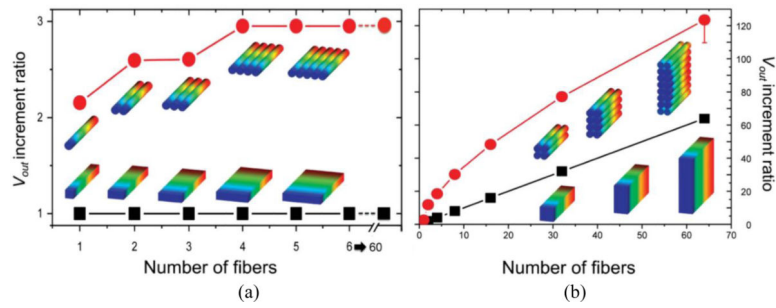 3
2
1
V_out increment ratio
1 2 3 4 5 6 ➡ 60
Number of fibers
(a)
120
100
80
60
40
20
0
V_out increment ratio
0 10 20 30 40 50 60 70
Number of fibers
(b)